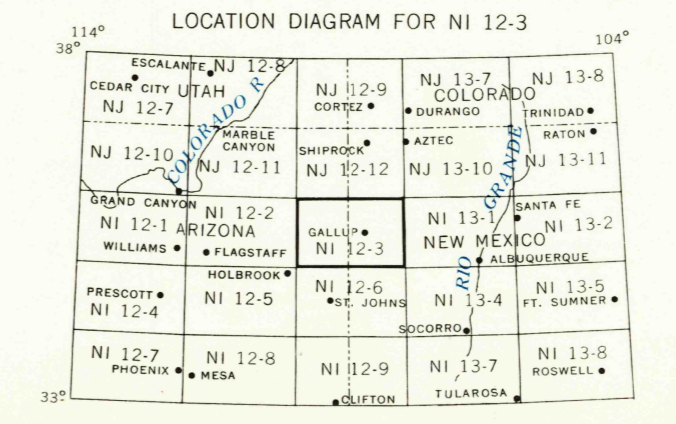 LOCATION DIAGRAM FOR NI 12-3
114°
104°
38°
ESCALANTE
NJ 12-8
CEDAR CITY
UTAH
NJ 12-7
COLORADO R
NJ 12-9
CORTEZ
NJ 13-7
COLORADO
DURANGO
NJ 13-8
TRINIDAD
NJ 12-10
MARBLE
CANYON
NJ 12-11
SHIPROCK
NJ 12-12
AZTEC
NJ 13-10
RATON
NJ 13-11
GRAND CANYON
NI 12-1
ARIZONA
WILLIAMS
NI 12-2
FLAGSTAFF
GALLUP
NI 12-3
NI 13-1
NEW MEXICO
RIO GRANDE
SANTA FE
NI 13-2
ALBUQUERQUE
PRESCOTT
NI 12-4
HOLBROOK
NI 12-5
NI 12-6
ST. JOHNS
NI 13-4
SOCORRO
NI 13-5
FT. SUMNER
NI 12-7
PHOENIX
NI 12-8
MESA
NI 12-9
CLIFTON
NI 13-7
TULAROSA
NI 13-8
ROSWELL
33°